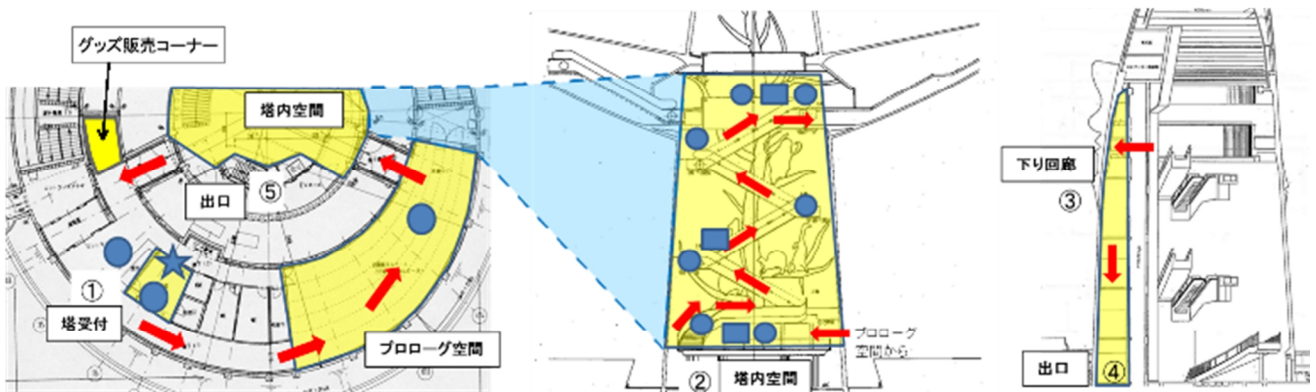 グッズ販売コーナー
塔内空間
出口
⑤
①
塔受付
プロローグ空間
プロローグ
空間から
②
塔内空間
下り回廊
③
出口
④